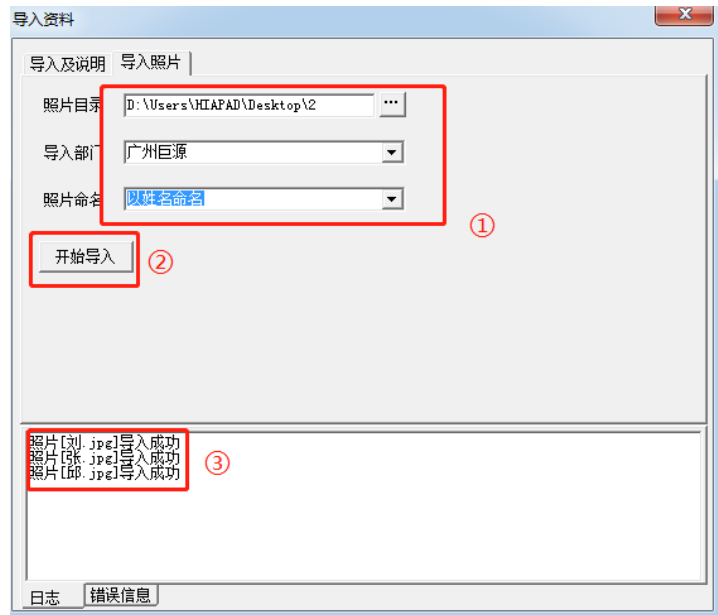 导入资料
导入及说明 导入照片
照片目录 D:\Users\HIAPAD\Desktop\2 ...
导入部门 广州巨源
照片命名 以姓名命名
①
开始导入 ②
照片[刘.jpg]导入成功
照片[张.jpg]导入成功
照片[邱.jpg]导入成功
③
日志 错误信息